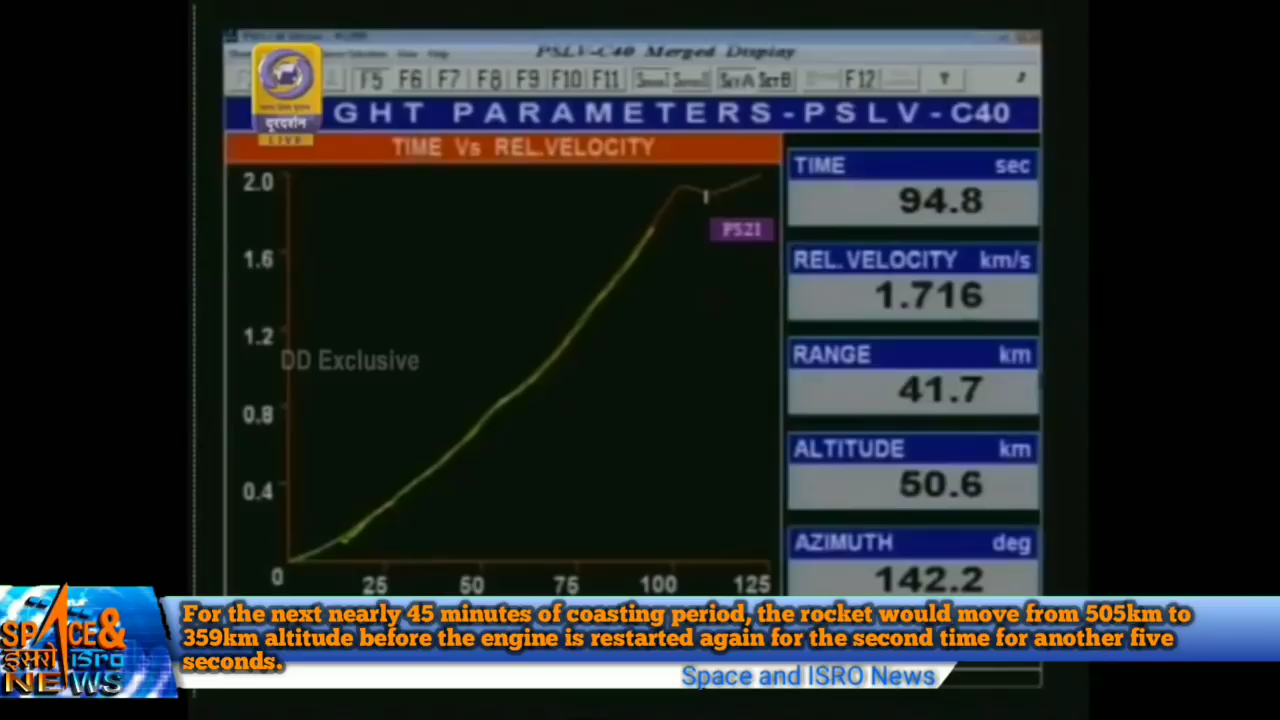 PSLV-C40 Merged Display
F5 F6 F7 F8 F9 F10 F11 SET A SET B F12 ?
GHT PARAMETERS-PSLV-C40
दूरदर्शन
LIVE
TIME Vs REL.VELOCITY
2.0
1.6
1.2
0.8
0.4
0 25 50 75 100 125
DD Exclusive
TIME sec
94.8
REL.VELOCITY km/s
1.716
RANGE km
41.7
ALTITUDE km
50.6
AZIMUTH deg
142.2
SPACE&
इसरो isro
NEWS
For the next nearly 45 minutes of coasting period, the rocket would move from 505km to
359km altitude before the engine is restarted again for the second time for another five
seconds.
Space and ISRO News